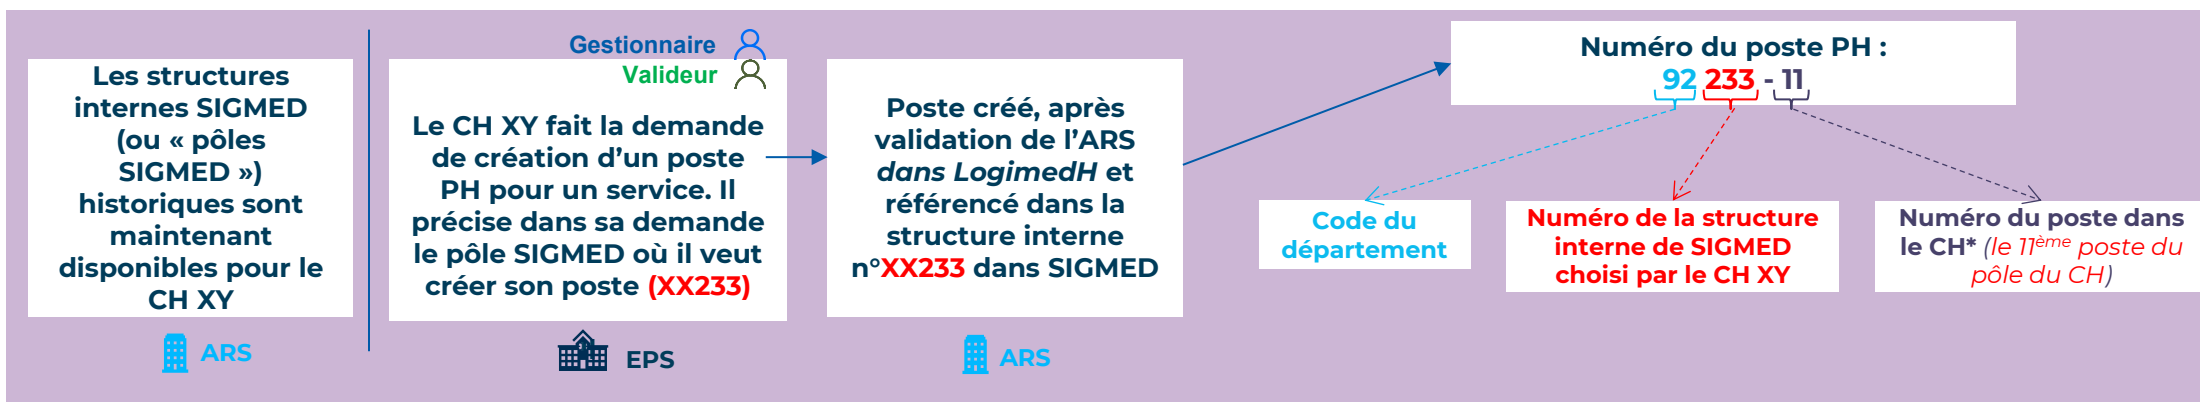 Les structures
internes SIGMED
(ou « pôles
SIGMED »)
historiques sont
maintenant
disponibles pour le
CH XY
ARS
Gestionnaire
Valideur
Le CH XY fait la demande
de création d'un poste
PH pour un service. Il
précise dans sa demande
le pôle SIGMED où il veut
créer son poste (XX233)
EPS
Poste créé, après
validation de l'ARS
dans LogimedH et
référencé dans la
structure interne
n°XX233 dans SIGMED
ARS
Numéro du poste PH :
92 233 - 11
Code du
département
Numéro de la structure
interne de SIGMED
choisi par le CH XY
Numéro du poste dans
le CH* (le 11ème poste du
pôle du CH)